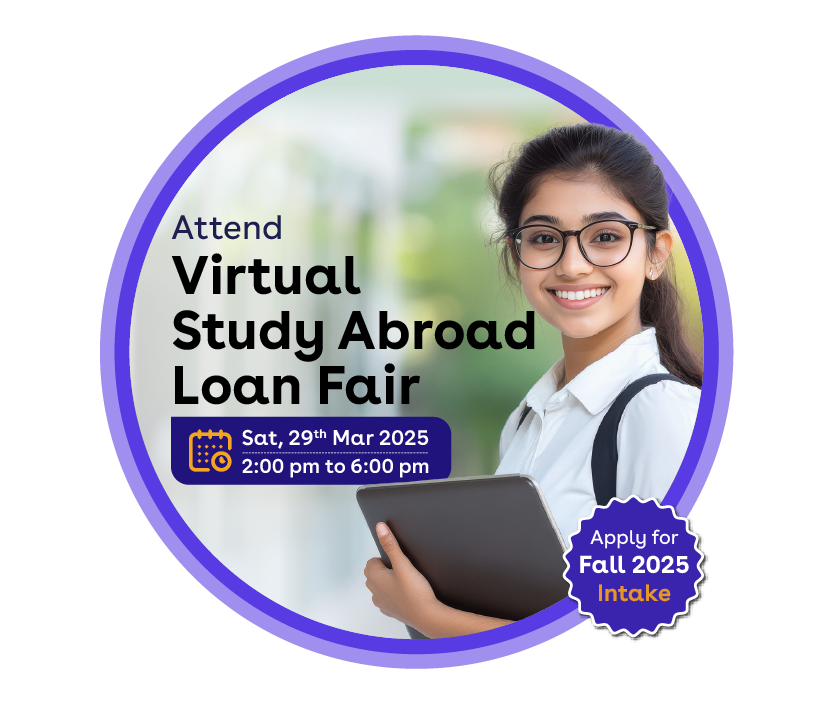 Attend
Virtual
Study Abroad
Loan Fair
Sat, 29th Mar 2025
2:00 pm to 6:00 pm
Apply for
Fall 2025
Intake